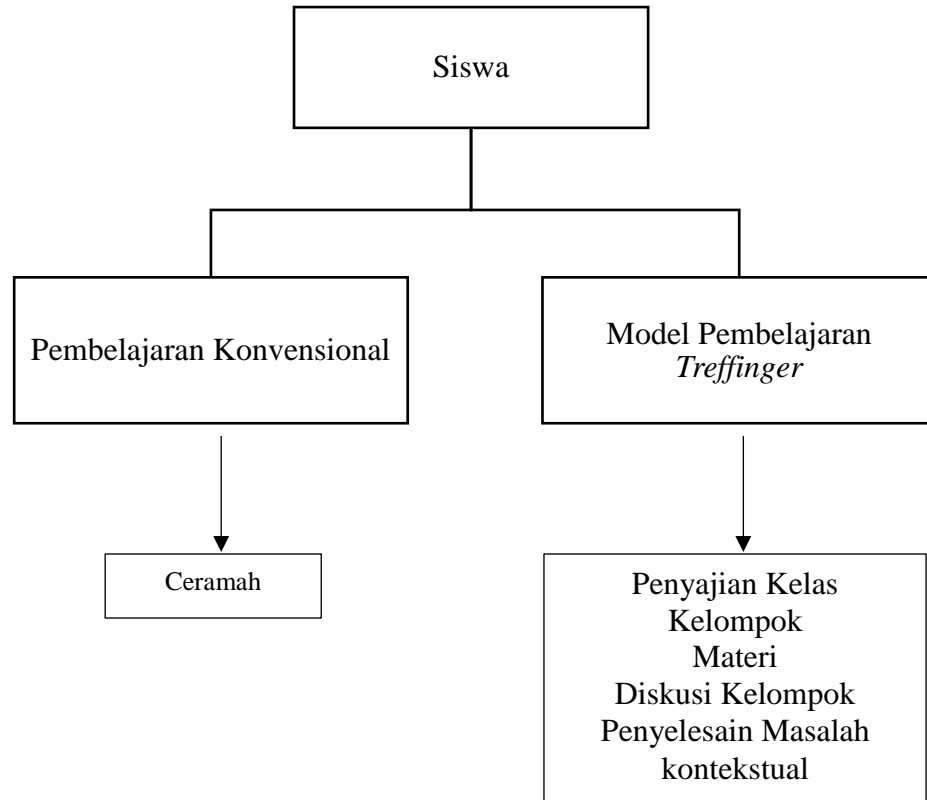 Siswa
Pembelajaran Konvensional
Model Pembelajaran
Treffinger
Ceramah
Penyajian Kelas
Kelompok
Materi
Diskusi Kelompok
Penyelesain Masalah
kontekstual